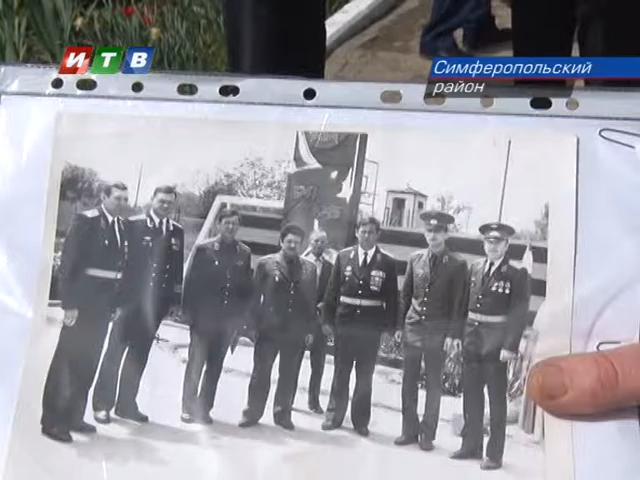 ИТВ
Симферопольский
район